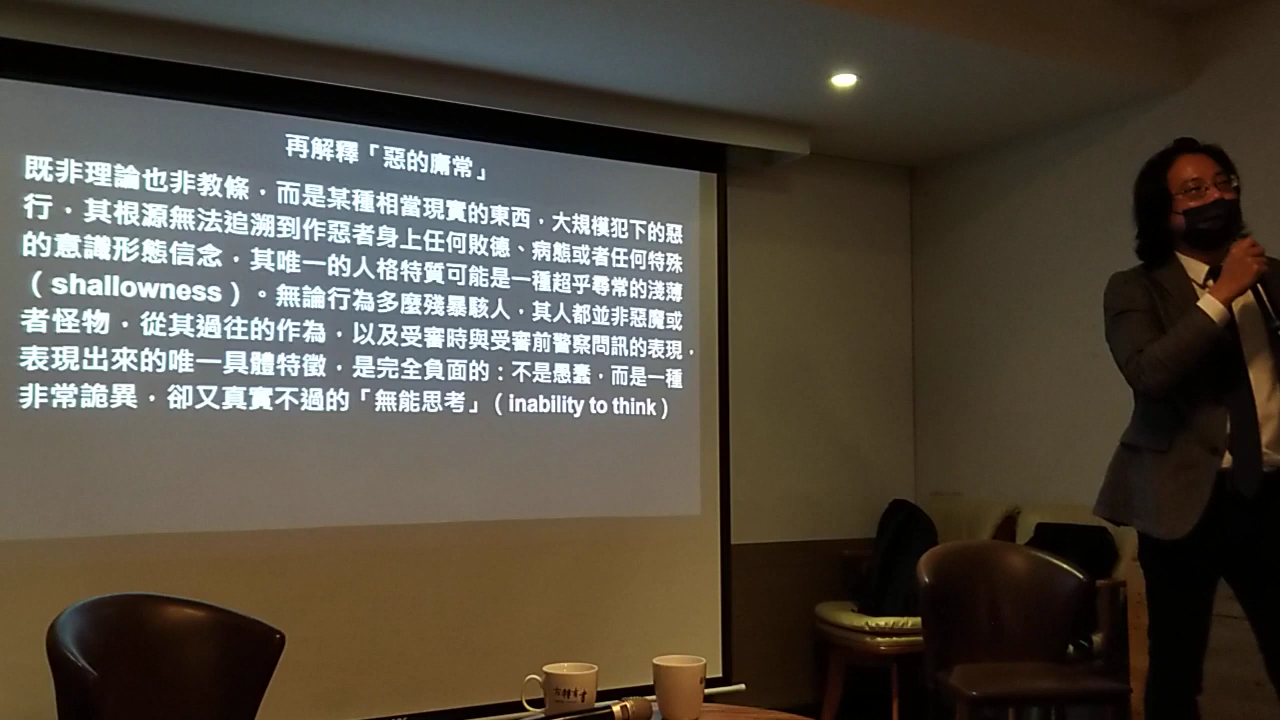 再解釋「惡的庸常」
既非理論也非教條，而是某種相當現實的東西，大規模犯下的惡
行，其根源無法追溯到作惡者身上任何敗德、病態或者任何特殊
的意識形態信念，其唯一的人格特質可能是一種超乎尋常的淺薄
（shallowness）。無論行為多麼殘暴駭人，其人都並非惡魔或
者怪物，從其過往的作為，以及受審時與受審前警察問訊的表現，
表現出來的唯一具體特徵，是完全負面的：不是愚蠢，而是一種
非常詭異，卻又真實不過的「無能思考」（inability to think）